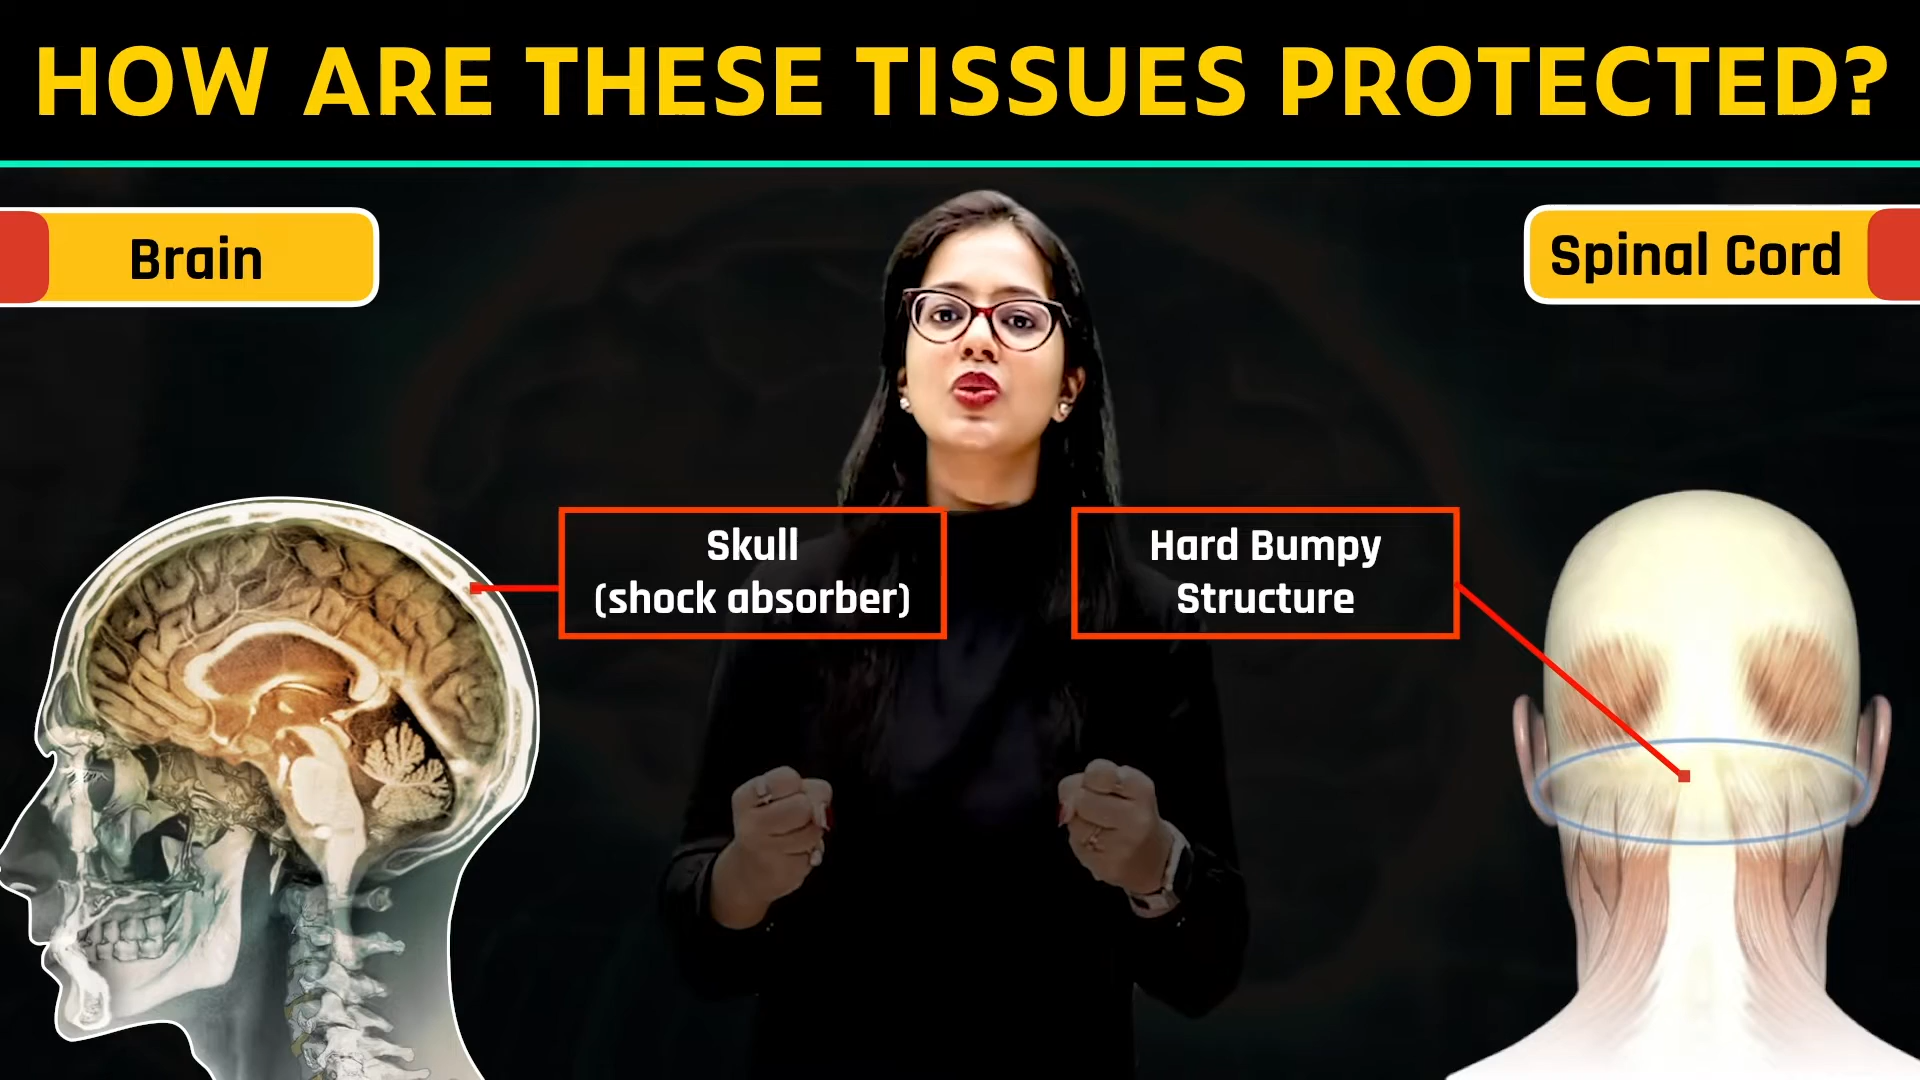 HOW ARE THESE TISSUES PROTECTED?
Brain
Spinal Cord
Skull
(shock absorber)
Hard Bumpy
Structure